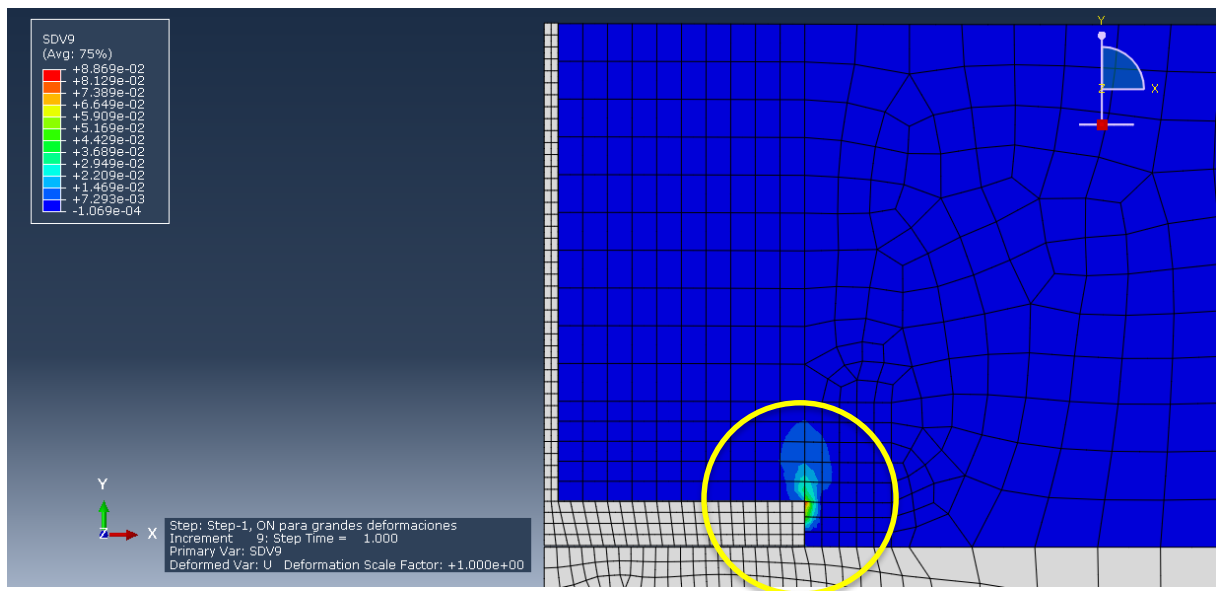 SDV9
(Avg: 75%)
+8.869e-02
+8.129e-02
+7.389e-02
+6.649e-02
+5.909e-02
+5.169e-02
+4.429e-02
+3.689e-02
+2.949e-02
+2.209e-02
+1.469e-02
+7.293e-03
-1.069e-04
Y
Z X
Y
Z X
Step: Step-1, ON para grandes deformaciones
Increment 9: Step Time = 1.000
Primary Var: SDV9
Deformed Var: U Deformation Scale Factor: +1.000e+00